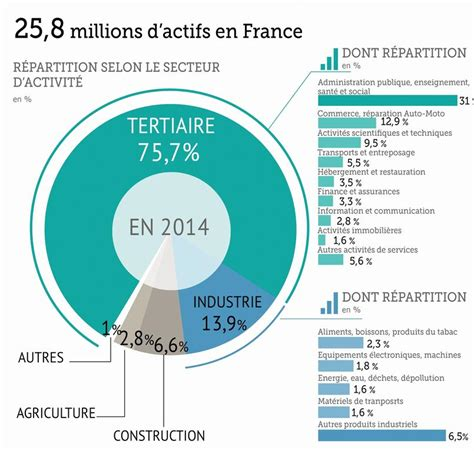 25,8 millions d'actifs en France
RÉPARTITION SELON LE SECTEUR
D'ACTIVITÉ
en %
TERTIAIRE
75,7%
EN 2014
INDUSTRIE
13,9%
1%
2,8%
6,6%
AUTRES
AGRICULTURE
CONSTRUCTION
DONT RÉPARTITION
en %
Administration publique, enseignement,
santé et social
31
Commerce, réparation Auto-Moto
12,9 %
Activités scientifiques et techniques
9,5 %
Transports et entreposage
5,5 %
Hébergement et restauration
3,5 %
Finance et assurances
3,3 %
Information et communication
2,8 %
Activités immobilières
1,6 %
Autres activités de services
5,6 %
DONT RÉPARTITION
en %
Aliments, boissons, produits du tabac
2,3 %
Equipements électroniques, machines
1,8 %
Energie, eau, déchets, dépollution
1,6 %
Matériels de tranposrts
1,6 %
Autres produits industriels
6,5%